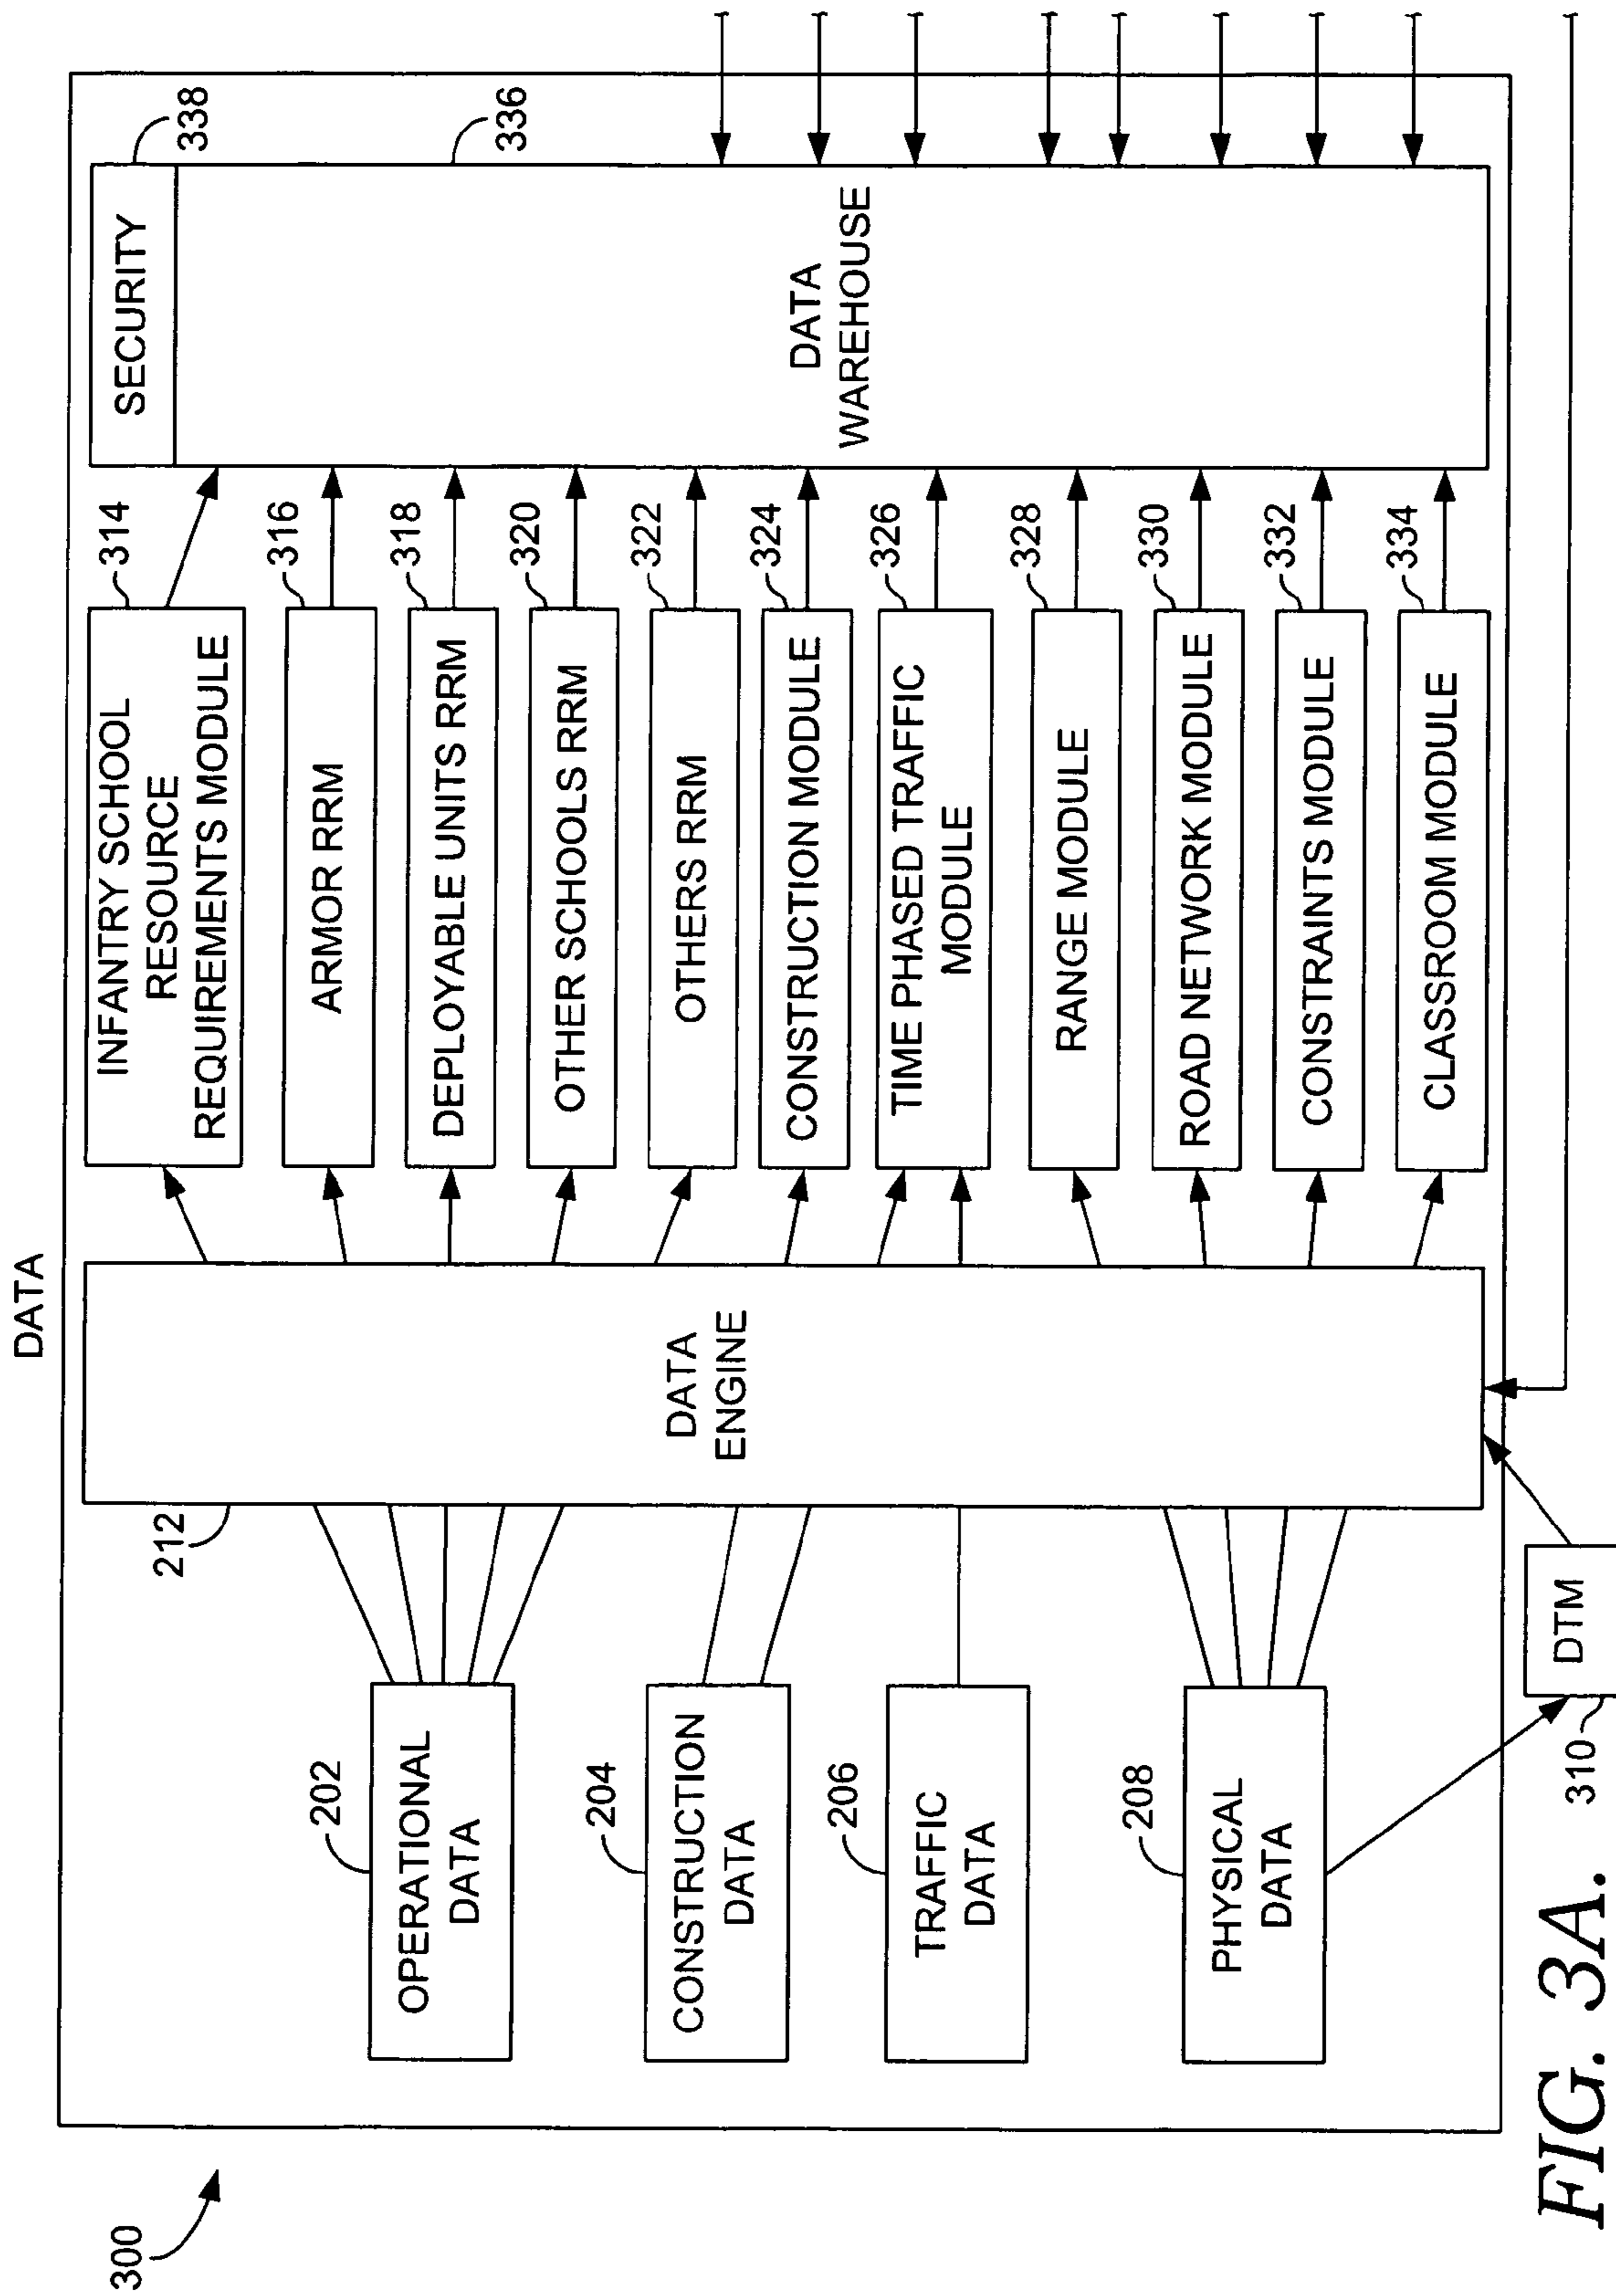 DATA
300
202
OPERATIONAL
DATA
204
CONSTRUCTION
DATA
206
TRAFFIC
DATA
208
PHYSICAL
DATA
212
DATA
ENGINE
310
DTM
314
INFANTRY SCHOOL
RESOURCE
REQUIREMENTS MODULE
316
ARMOR RRM
318
DEPLOYABLE UNITS RRM
320
OTHER SCHOOLS RRM
322
OTHERS RRM
324
CONSTRUCTION MODULE
326
TIME PHASED TRAFFIC
MODULE
328
RANGE MODULE
330
ROAD NETWORK MODULE
332
CONSTRAINTS MODULE
334
CLASSROOM MODULE
338
SECURITY
336
DATA
WAREHOUSE
FIG. 3A.